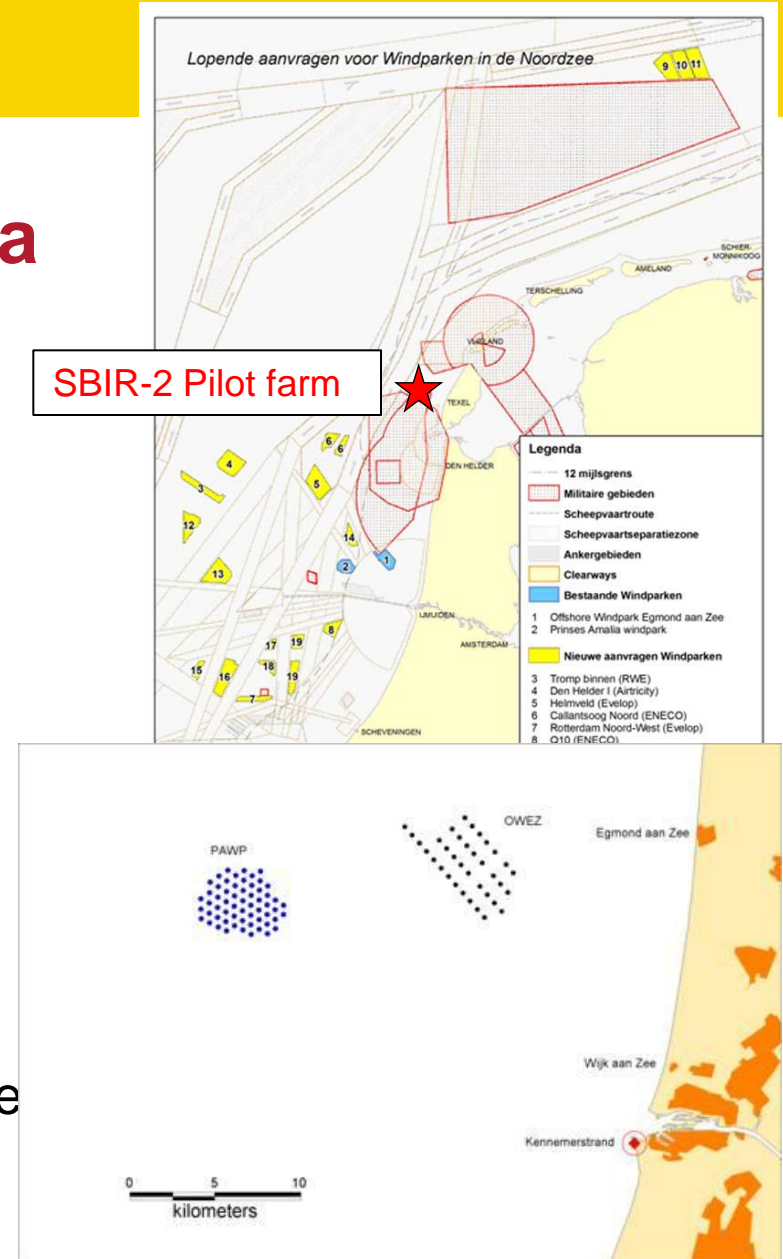 Lopende aanvragen voor Windparken in de Noordzee
9 10 11
a
SCHIER-
MONNIKOOG
AMELAND
TERSCHELLING
VLIELAND
SBIR-2 Pilot farm
TEXEL
DEN HELDER
6
6
4
5
3
12
14
13
2
1
IJMUIDEN
AMSTERDAM
8
17
19
18
15
16
19
7
SCHEVENINGEN
Legenda
12 mijlsgrens
Militaire gebieden
Scheepvaartroute
Scheepvaartseparatiezone
Ankergebieden
Clearways
Bestaande Windparken
1 Offshore Windpark Egmond aan Zee
2 Prinses Amalia windpark
Nieuwe aanvragen Windparken
3 Tromp binnen (RWE)
4 Den Helder I (Airtricity)
5 Helmveld (Evelop)
6 Callantsoog Noord (ENECO)
7 Rotterdam Noord-West (Evelop)
8 Q10 (ENECO)
OWEZ
Egmond aan Zee
PAWP
Wijk aan Zee
e
Kennemerstrand
0 5 10
kilometers